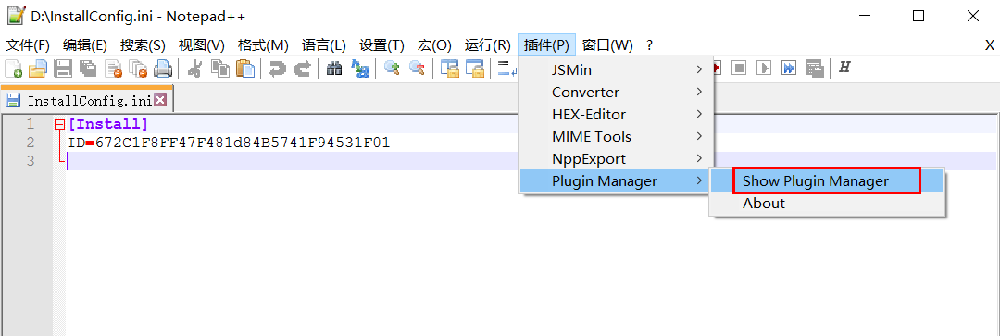 D:\InstallConfig.ini - Notepad++
文件(F) 编辑(E) 搜索(S) 视图(V) 格式(M) 语言(L) 设置(T) 宏(O) 运行(R) 插件(P) 窗口(W) ? X
H
InstallConfig.ini
JSMin
Converter
HEX-Editor
MIME Tools
NppExport
Plugin Manager
Show Plugin Manager
About
1 [Install]
2 ID=672C1F8FF47F481d84B5741F94531F01
3